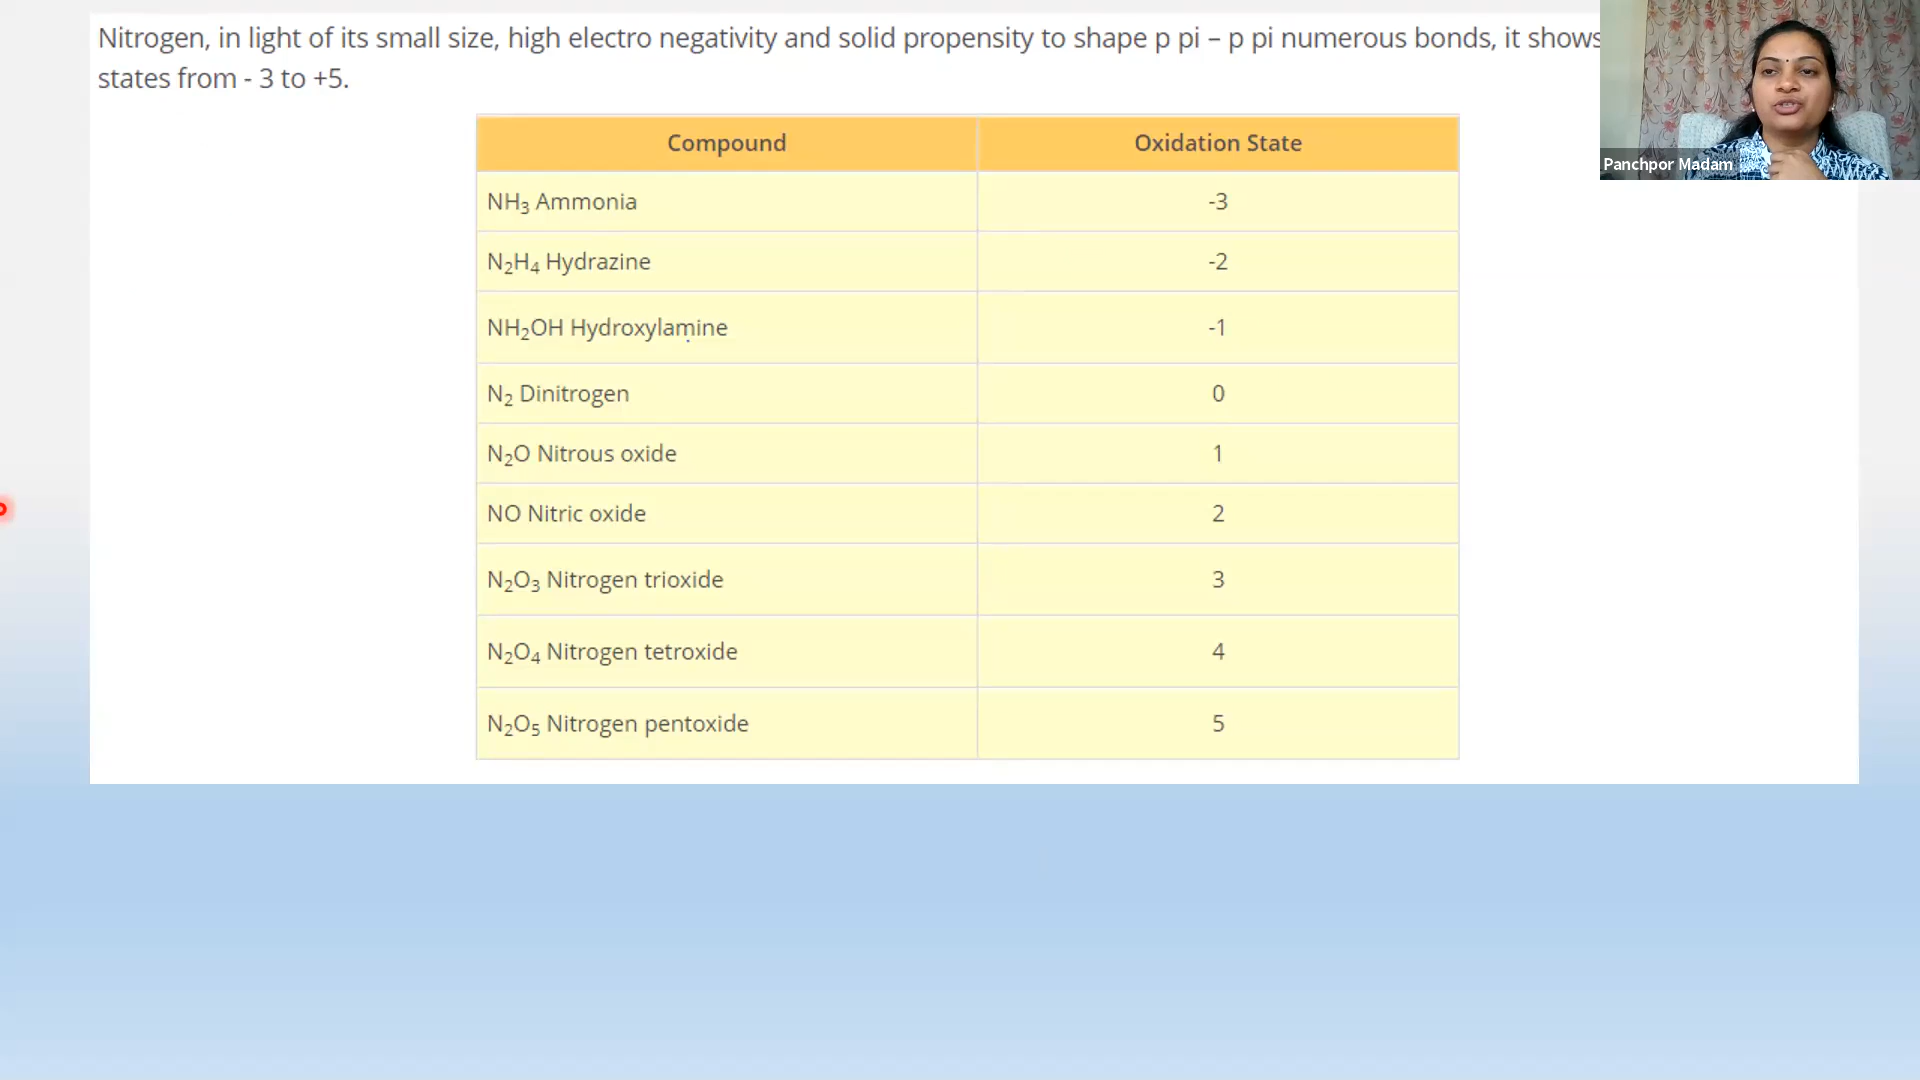 Nitrogen, in light of its small size, high electro negativity and solid propensity to shape p pi – p pi numerous bonds, it shows
states from - 3 to +5.
Compound Oxidation State
NH₃ Ammonia -3
N₂H₄ Hydrazine -2
NH₂OH Hydroxylamine -1
N₂ Dinitrogen 0
N₂O Nitrous oxide 1
NO Nitric oxide 2
N₂O₃ Nitrogen trioxide 3
N₂O₄ Nitrogen tetroxide 4
N₂O₅ Nitrogen pentoxide 5
Panchpor Madam